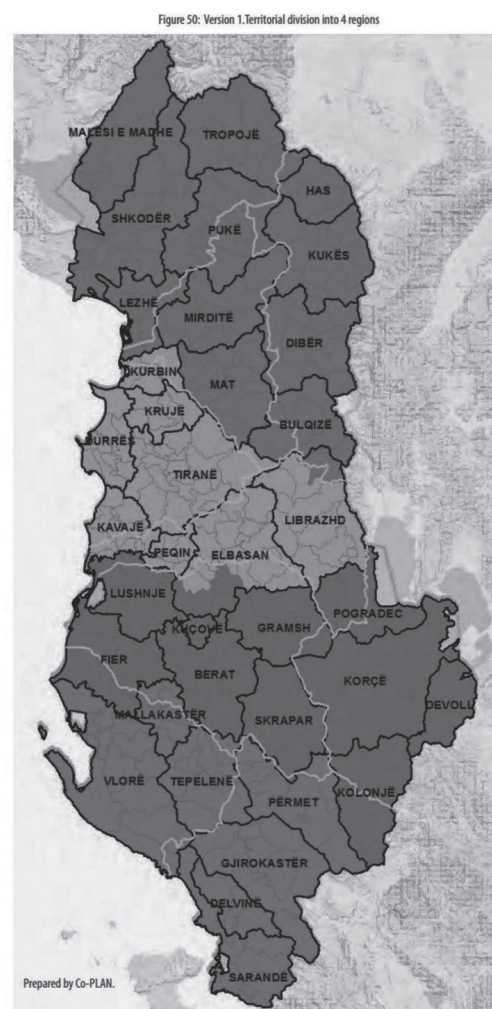 Figure 50: Version 1.Territorial division into 4 regions
MALËSI E MADHE
TROPOJË
HAS
SHKODËR
PUKË
KUKËS
LEZHË
MIRDITË
DIBËR
KURBIN
MAT
KRUJË
BULQIZË
DURRËS
TIRANË
LIBRAZHD
KAVAJË
PEQIN
ELBASAN
LUSHNJE
POGRADEC
KUÇOVË
GRAMSH
FIER
BERAT
KORÇË
DEVOLL
MALLAKASTËR
SKRAPAR
VLORË
TEPELENË
KOLONJË
PËRMET
GJIROKASTËR
DELVINË
SARANDË
Prepared by Co-PLAN.